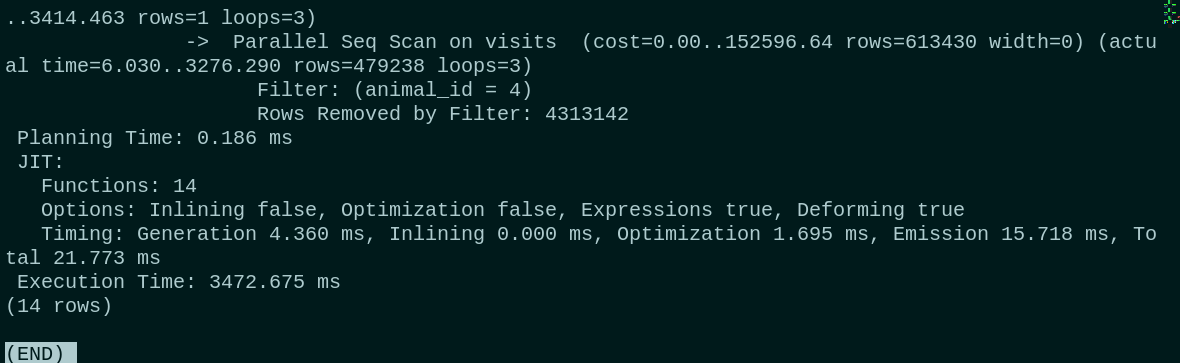 ..3414.463 rows=1 loops=3)
-> Parallel Seq Scan on visits (cost=0.00..152596.64 rows=613430 width=0) (actu
al time=6.030..3276.290 rows=479238 loops=3)
Filter: (animal_id = 4)
Rows Removed by Filter: 4313142
Planning Time: 0.186 ms
JIT:
Functions: 14
Options: Inlining false, Optimization false, Expressions true, Deforming true
Timing: Generation 4.360 ms, Inlining 0.000 ms, Optimization 1.695 ms, Emission 15.718 ms, To
tal 21.773 ms
Execution Time: 3472.675 ms
(14 rows)
(END)